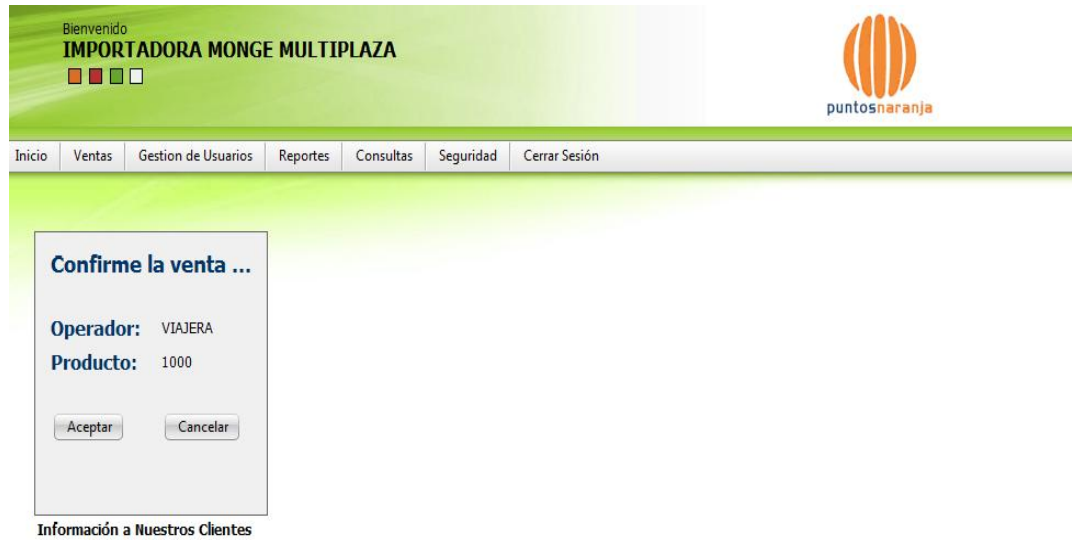 Bienvenido
IMPORTADORA MONGE MULTIPLAZA
puntosnaranja
Inicio Ventas Gestion de Usuarios Reportes Consultas Seguridad Cerrar Sesión
Confirme la venta ...
Operador: VIAJERA
Producto: 1000
Aceptar Cancelar
Información a Nuestros Clientes